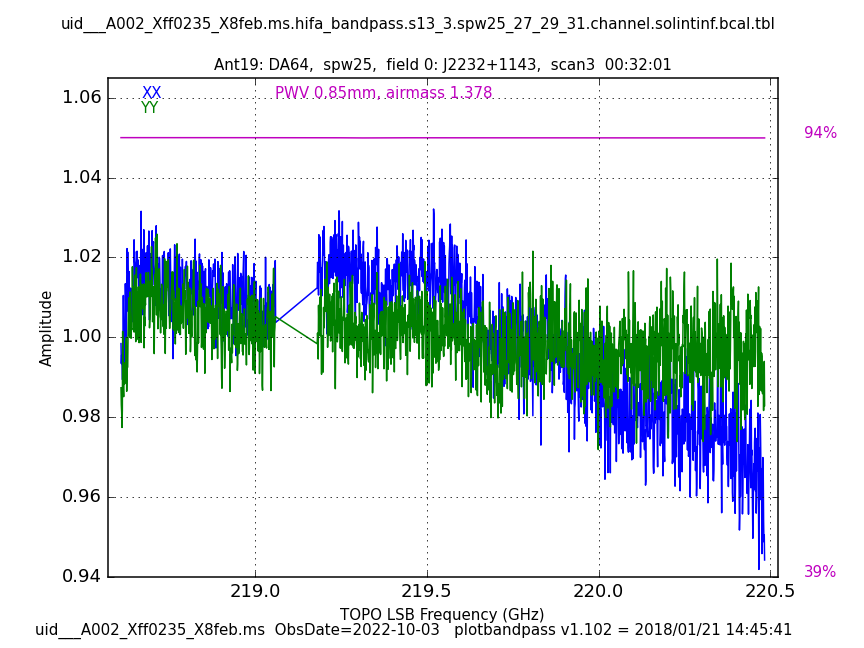 uid___A002_Xff0235_X8feb.ms.hifa_bandpass.s13_3.spw25_27_29_31.channel.solintinf.bcal.tbl
Ant19: DA64,  spw25,  field 0: J2232+1143,  scan3  00:32:01
XX
YY
PWV 0.85mm, airmass 1.378
94%
39%
1.06
1.04
1.02
1.00
0.98
0.96
0.94
Amplitude
219.0
219.5
220.0
220.5
TOPO LSB Frequency (GHz)
uid___A002_Xff0235_X8feb.ms  ObsDate=2022-10-03   plotbandpass v1.102 = 2018/01/21 14:45:41